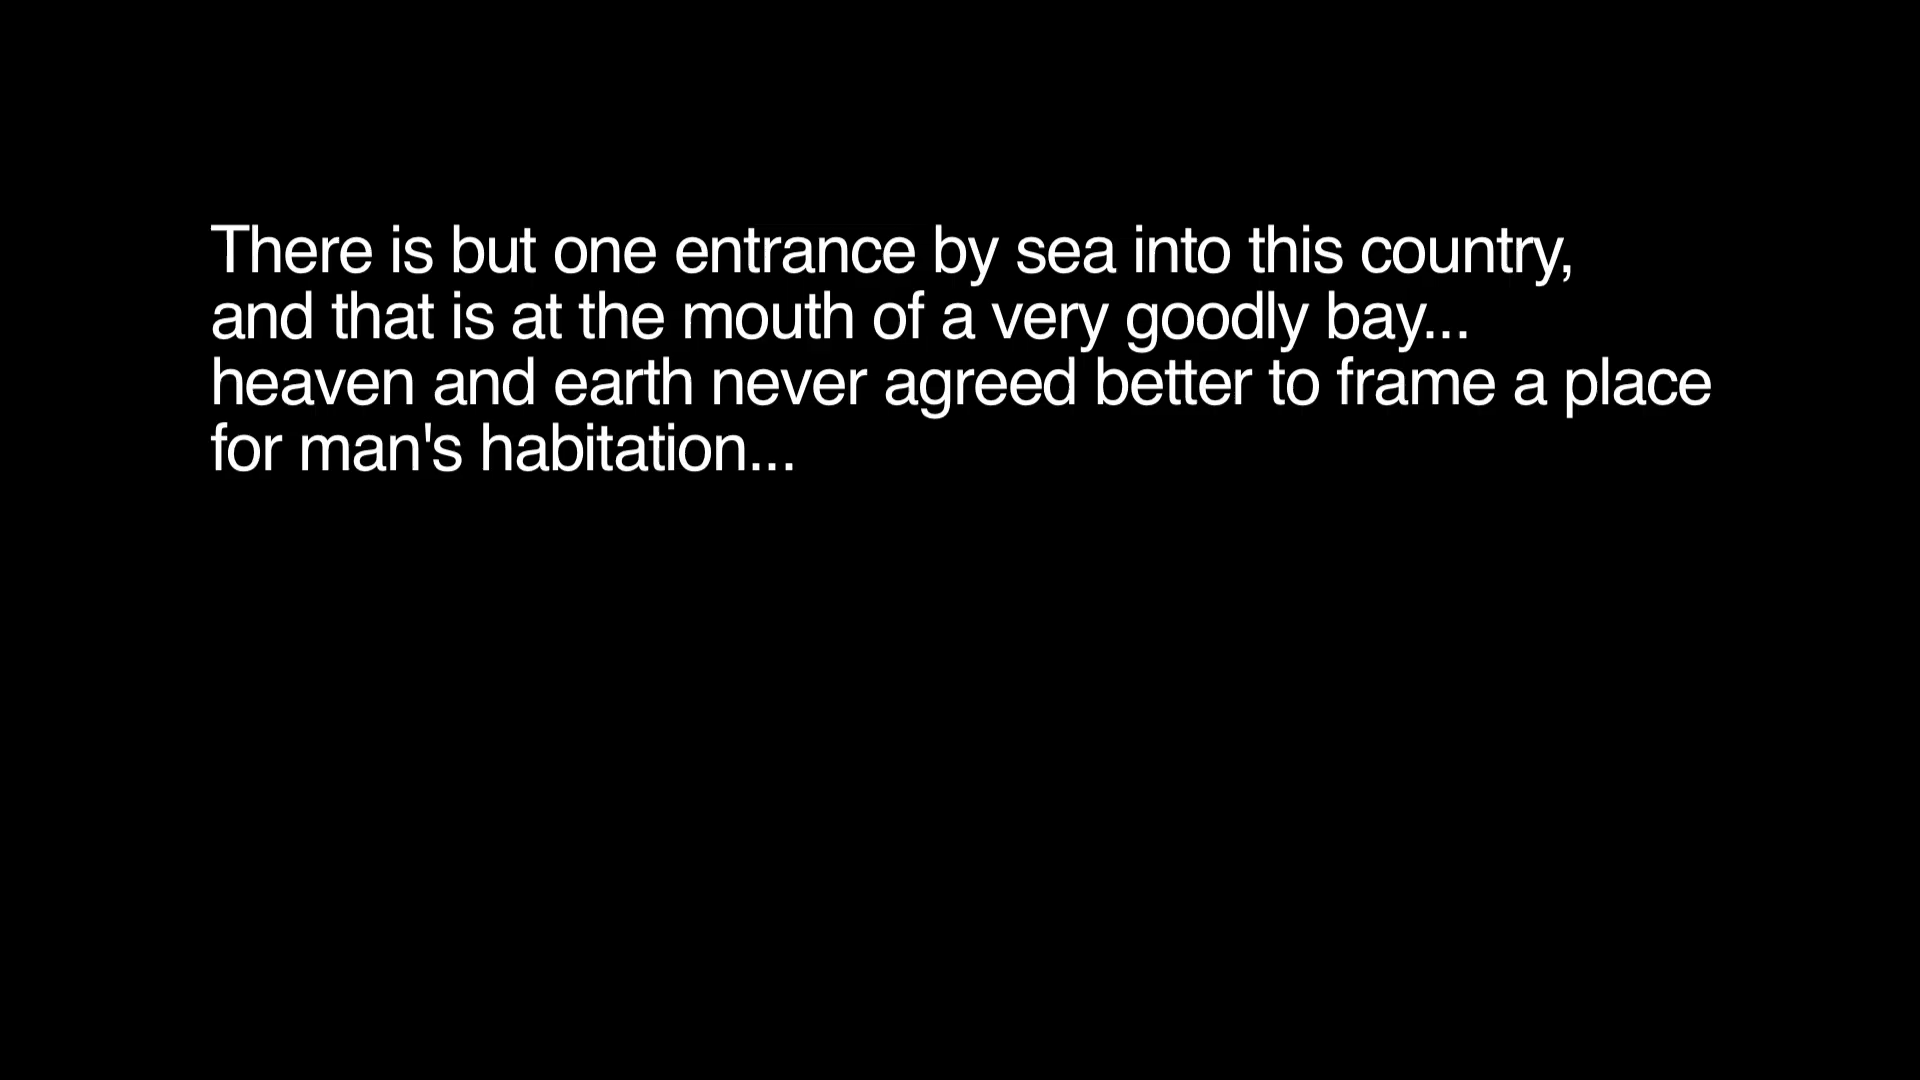 There is but one entrance by sea into this country,
and that is at the mouth of a very goodly bay...
heaven and earth never agreed better to frame a place
for man's habitation...